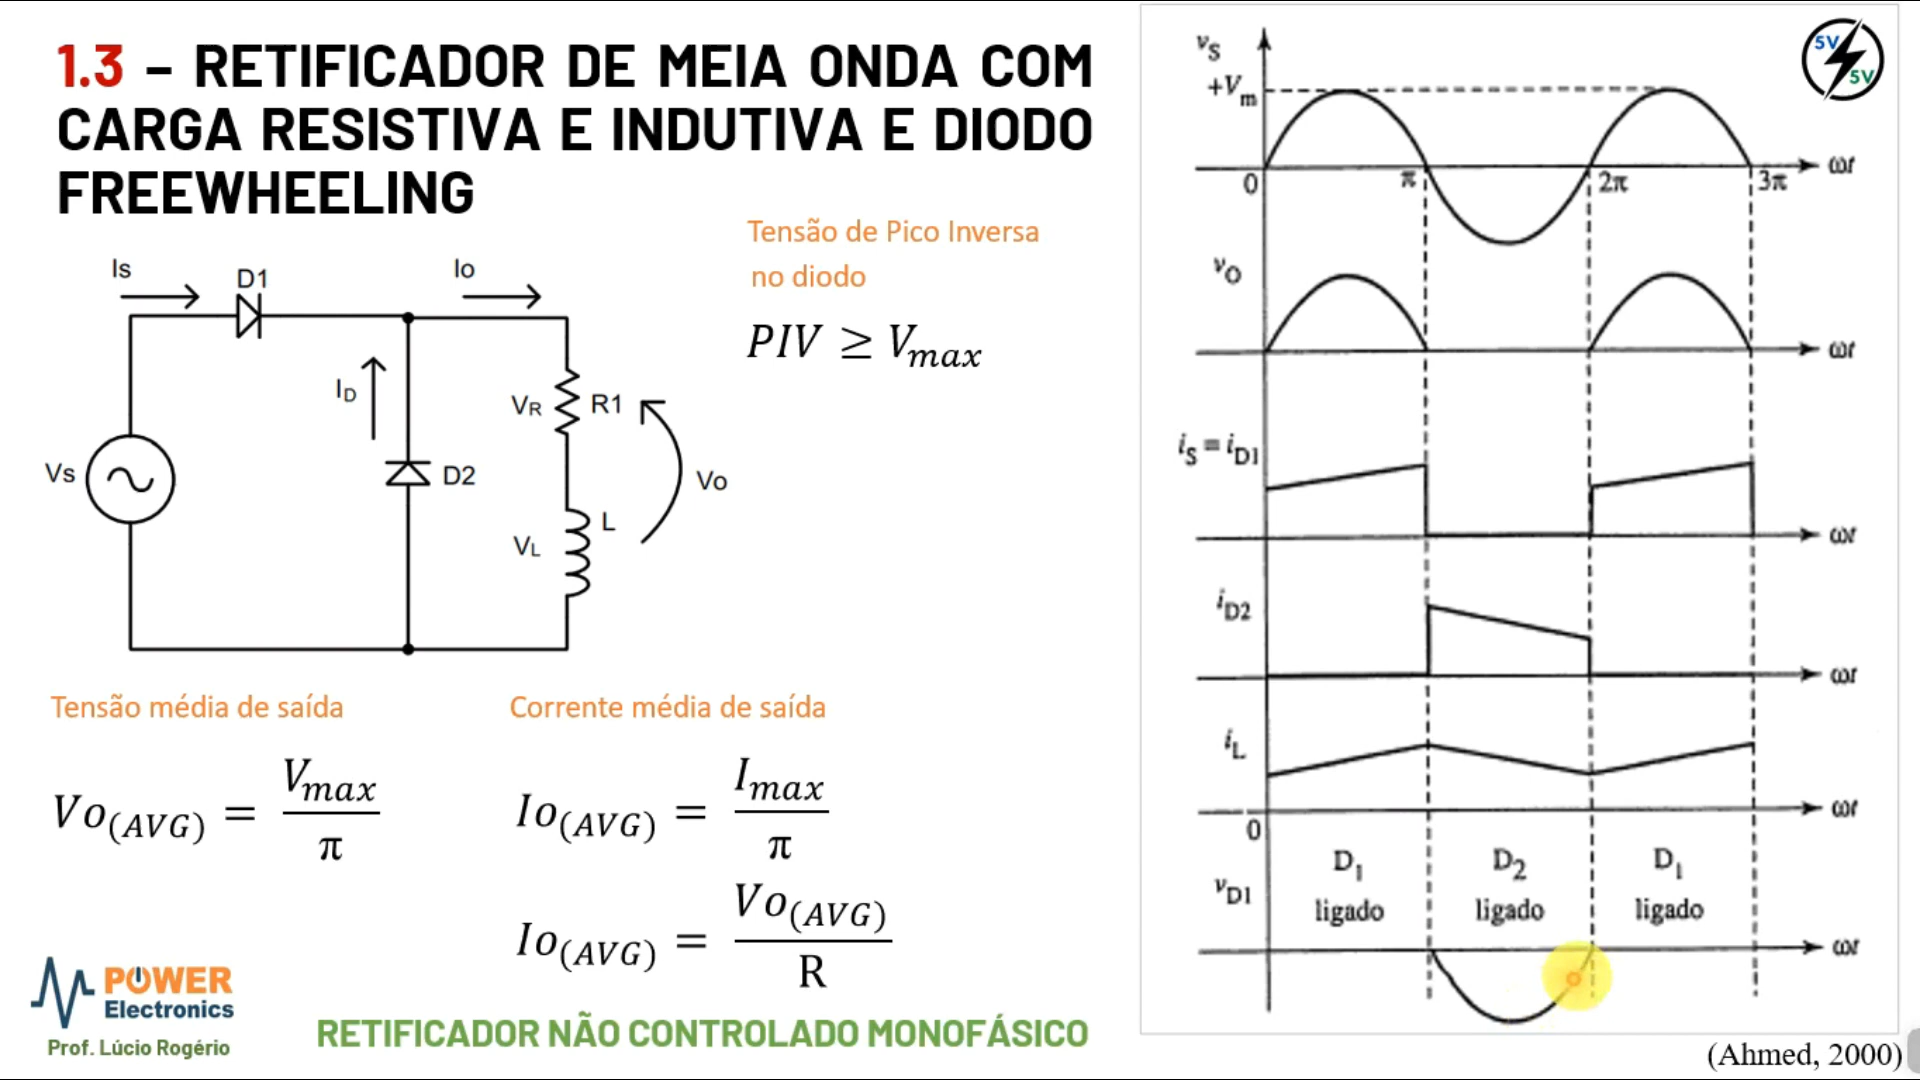 1.3 – RETIFICADOR DE MEIA ONDA COM
CARGA RESISTIVA E INDUTIVA E DIODO
FREEWHEELING
Tensão de Pico Inversa
no diodo
PIV ≥ Vmax
Is
D1
Io
ID
VR
R1
Vs
D2
Vo
L
VL
Tensão média de saída
Vo(AVG) = Vmax / π
Corrente média de saída
Io(AVG) = Imax / π
Io(AVG) = Vo(AVG) / R
POWER
Electronics
Prof. Lúcio Rogério
RETIFICADOR NÃO CONTROLADO MONOFÁSICO
5V
5V
vS
+Vm
0
π
2π
3π
ωt
vO
ωt
iS = iD1
ωt
iD2
ωt
iL
ωt
0
D1
ligado
D2
ligado
D1
ligado
vD1
ωt
(Ahmed, 2000)